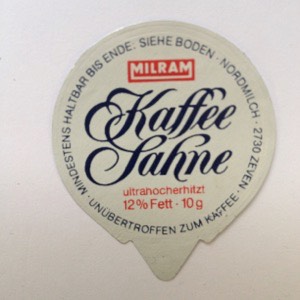 MINDESTENS HALTBAR BIS ENDE: SIEHE BODEN · NORDMILCH · 2730 ZEVEN · UNÜBERTROFFEN ZUM KAFFEE ·
MILRAM
Kaffee
Sahne
ultrahocherhitzt
12% Fett · 10 g